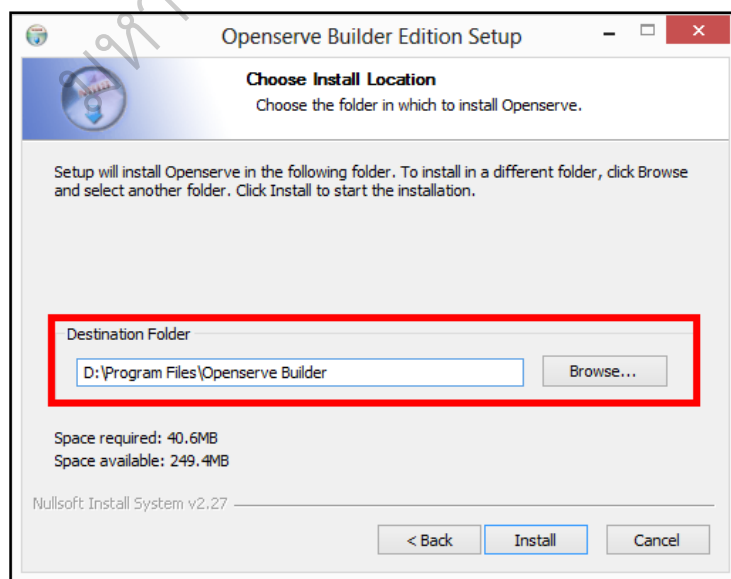 Openserve Builder Edition Setup
Choose Install Location
Choose the folder in which to install Openserve.
Setup will install Openserve in the following folder. To install in a different folder, click Browse
and select another folder. Click Install to start the installation.
Destination Folder
D:\Program Files\Openserve Builder
Browse...
Space required: 40.6MB
Space available: 249.4MB
Nullsoft Install System v2.27
< Back
Install
Cancel